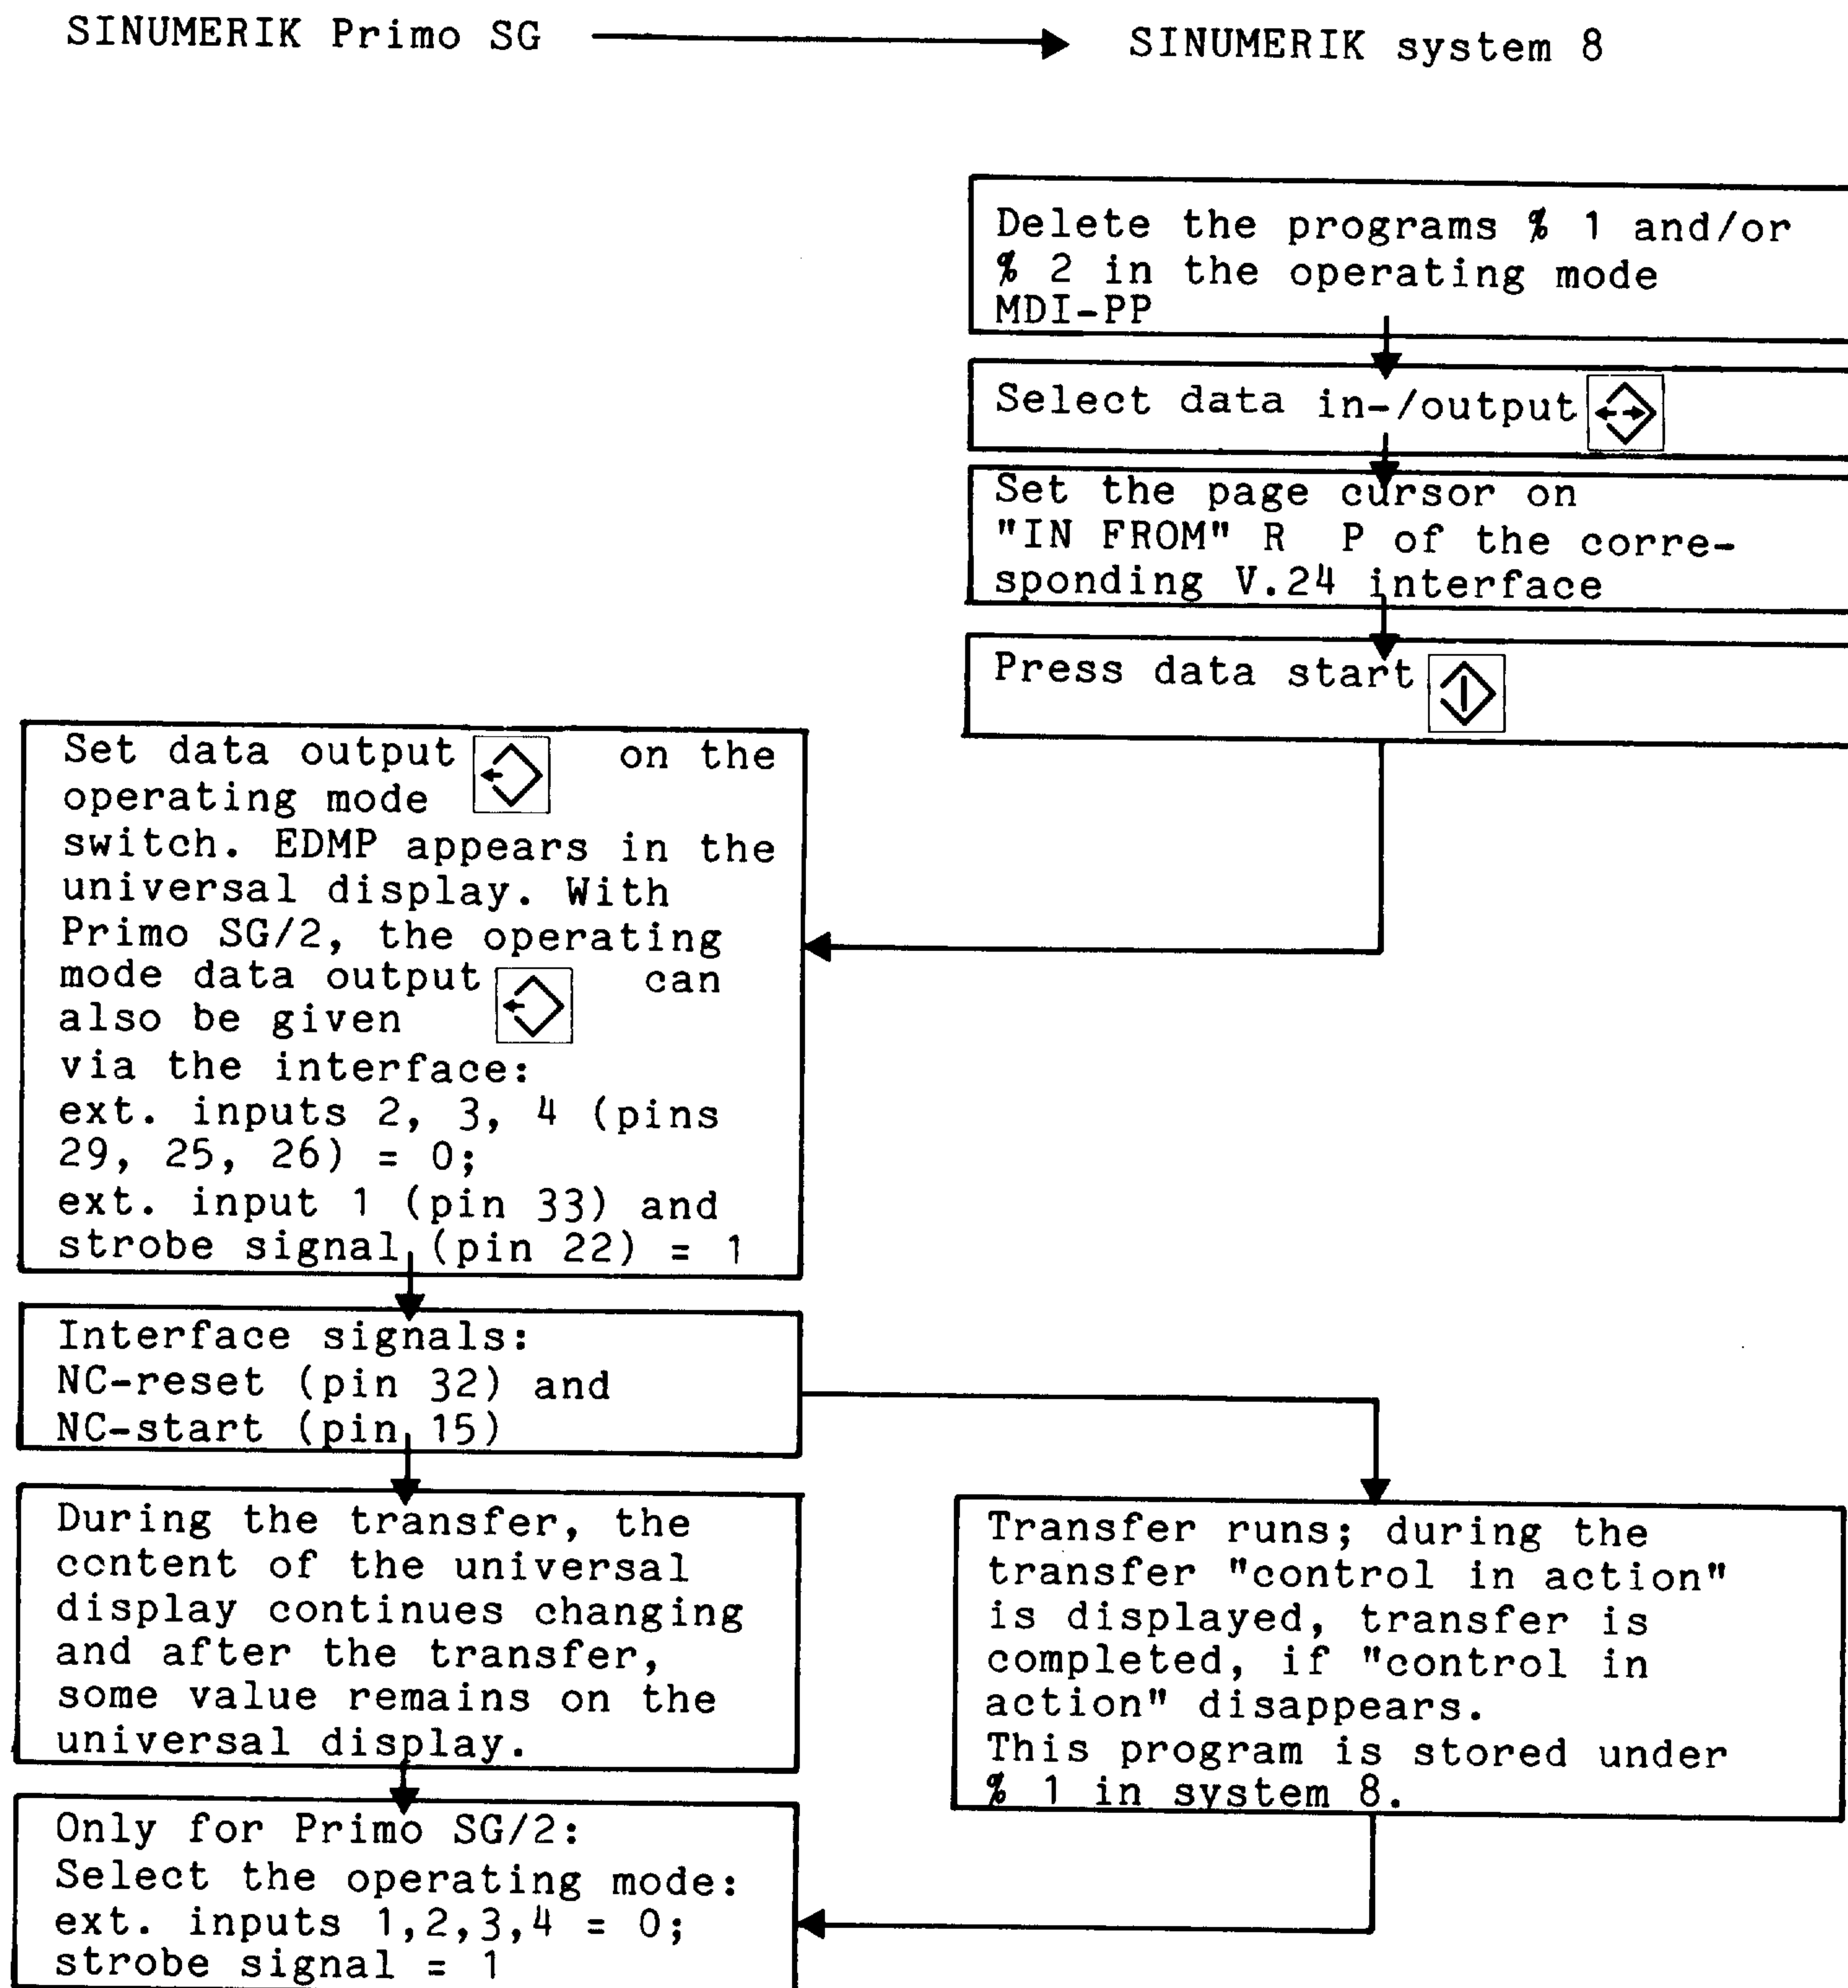 SINUMERIK Primo SG
SINUMERIK system 8
Delete the programs % 1 and/or
% 2 in the operating mode
MDI-PP
Select data in-/output
Set the page cursor on
"IN FROM" R  P of the corre-
sponding V.24 interface
Press data start
Set data output on the
operating mode
switch. EDMP appears in the
universal display. With
Primo SG/2, the operating
mode data output can
also be given
via the interface:
ext. inputs 2, 3, 4 (pins
29, 25, 26) = 0;
ext. input 1 (pin 33) and
strobe signal (pin 22) = 1
Interface signals:
NC-reset (pin 32) and
NC-start (pin 15)
During the transfer, the
content of the universal
display continues changing
and after the transfer,
some value remains on the
universal display.
Transfer runs; during the
transfer "control in action"
is displayed, transfer is
completed, if "control in
action" disappears.
This program is stored under
% 1 in system 8.
Only for Primo SG/2:
Select the operating mode:
ext. inputs 1,2,3,4 = 0;
strobe signal = 1